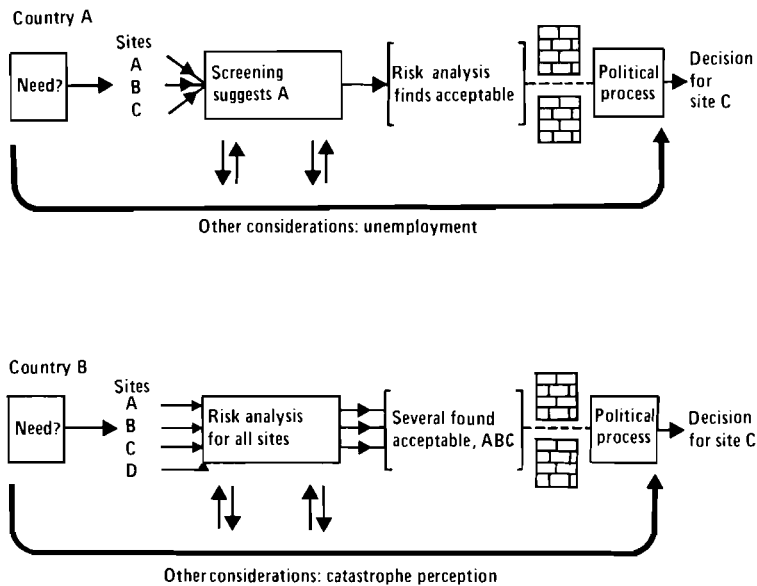 Country A
Sites
A
B
C
Need?
Screening
suggests A
Risk analysis
finds acceptable
Political
process
Decision
for
site C
Other considerations: unemployment
Country B
Sites
A
B
C
D
Need?
Risk analysis
for all sites
Several found
acceptable, ABC
Political
process
Decision
for site C
Other considerations: catastrophe perception